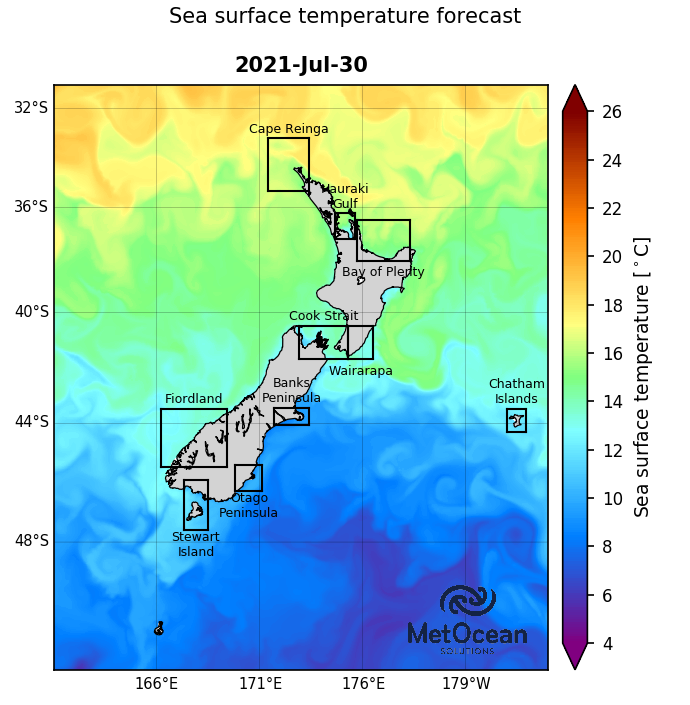 Sea surface temperature forecast
2021-Jul-30
32°S
36°S
40°S
44°S
48°S
Cape Reinga
Hauraki
Gulf
Bay of Plenty
Cook Strait
Wairarapa
Banks
Peninsula
Fiordland
Chatham
Islands
Otago
Peninsula
Stewart
Island
MetOcean
SOLUTIONS
166°E
171°E
176°E
179°W
26
24
22
20
18
16
14
12
10
8
6
4
Sea surface temperature [°C]